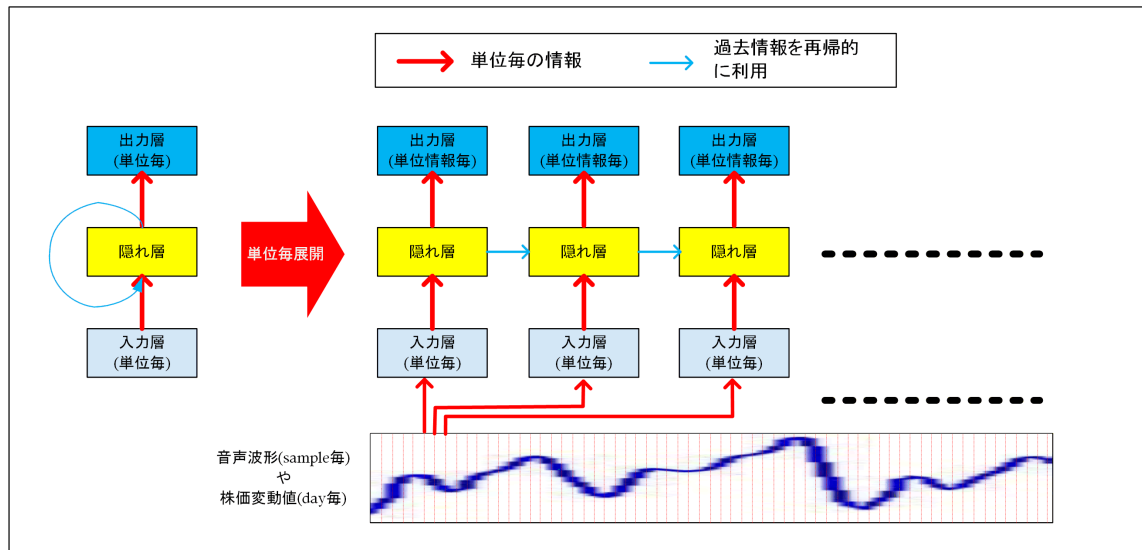 単位毎の情報
過去情報を再帰的
に利用
出力層
(単位毎)
隠れ層
入力層
(単位毎)
単位毎展開
出力層
(単位情報毎)
出力層
(単位情報毎)
出力層
(単位情報毎)
隠れ層
隠れ層
隠れ層
入力層
(単位毎)
入力層
(単位毎)
入力層
(単位毎)
音声波形(sample毎)
や
株価変動値(day毎)